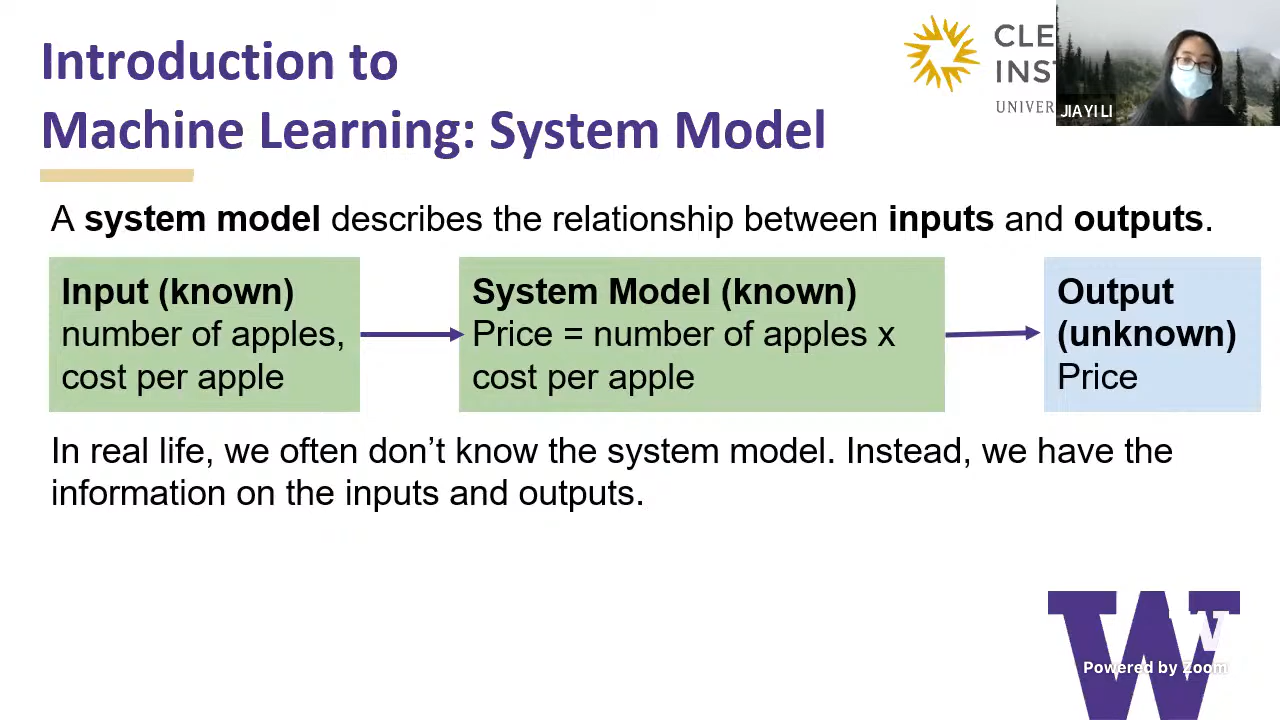 Introduction to
Machine Learning: System Model
CLE
INST
UNIVER
JIAYI LI
A system model describes the relationship between inputs and outputs.
Input (known)
number of apples,
cost per apple
System Model (known)
Price = number of apples x
cost per apple
Output
(unknown)
Price
In real life, we often don’t know the system model. Instead, we have the
information on the inputs and outputs.
W
Powered by Zoom